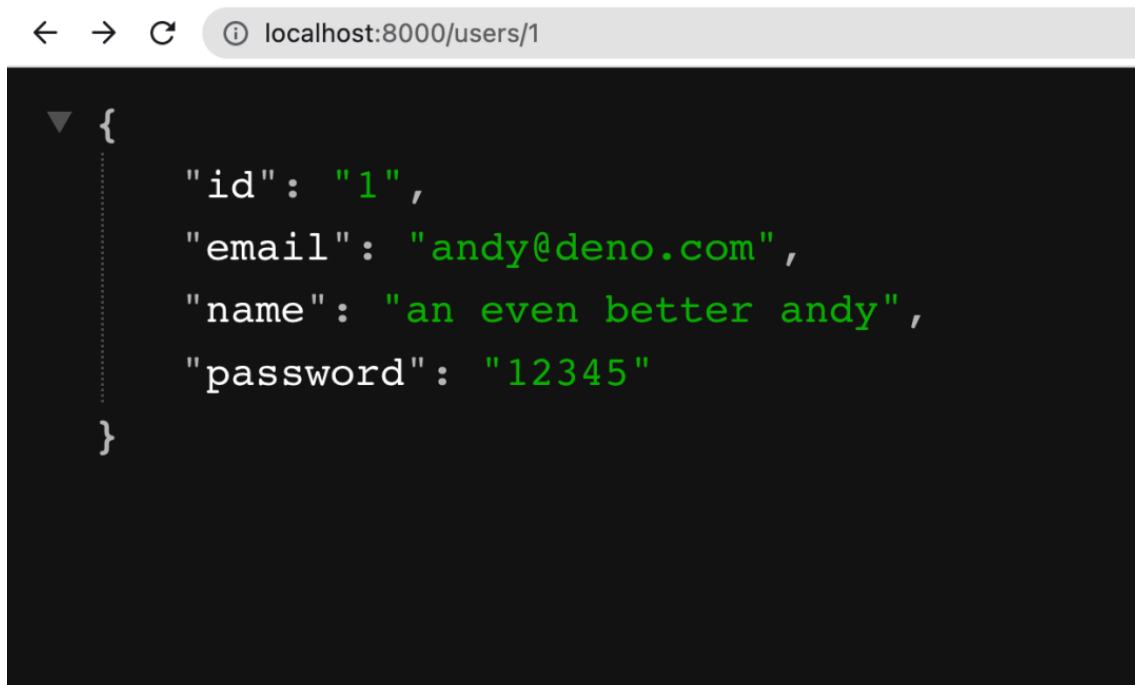 localhost:8000/users/1
{
"id": "1",
"email": "andy@deno.com",
"name": "an even better andy",
"password": "12345"
}